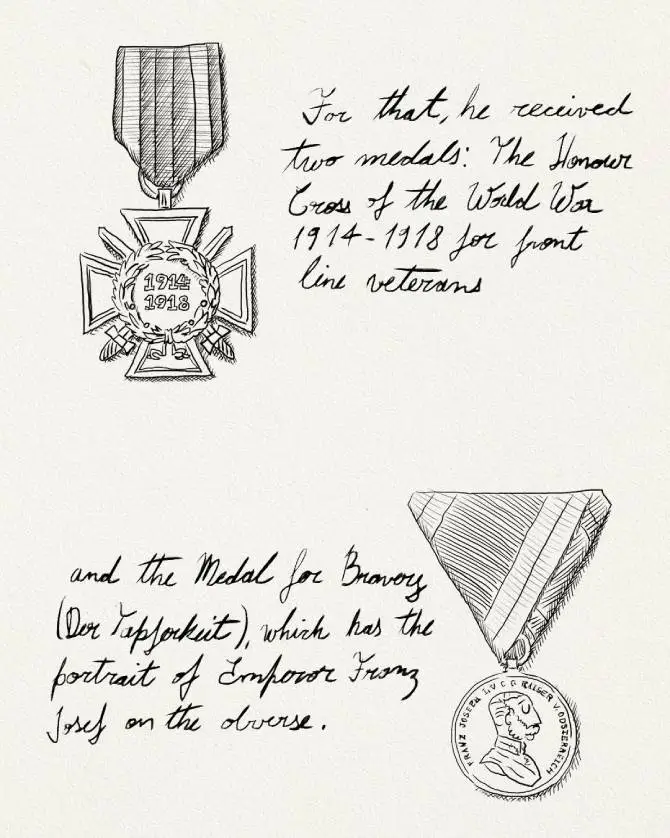 For that, he received
two medals: The Honour
Cross of the World War
1914-1918 for front
line veterans
1914
1918
and the Medal for Bravery
(Der Tapferkeit), which has the
portrait of Emperor Franz
Josef on the obverse.
FRANZ JOSEPH I. V. G. G. KAISER V. OOSZERREICH